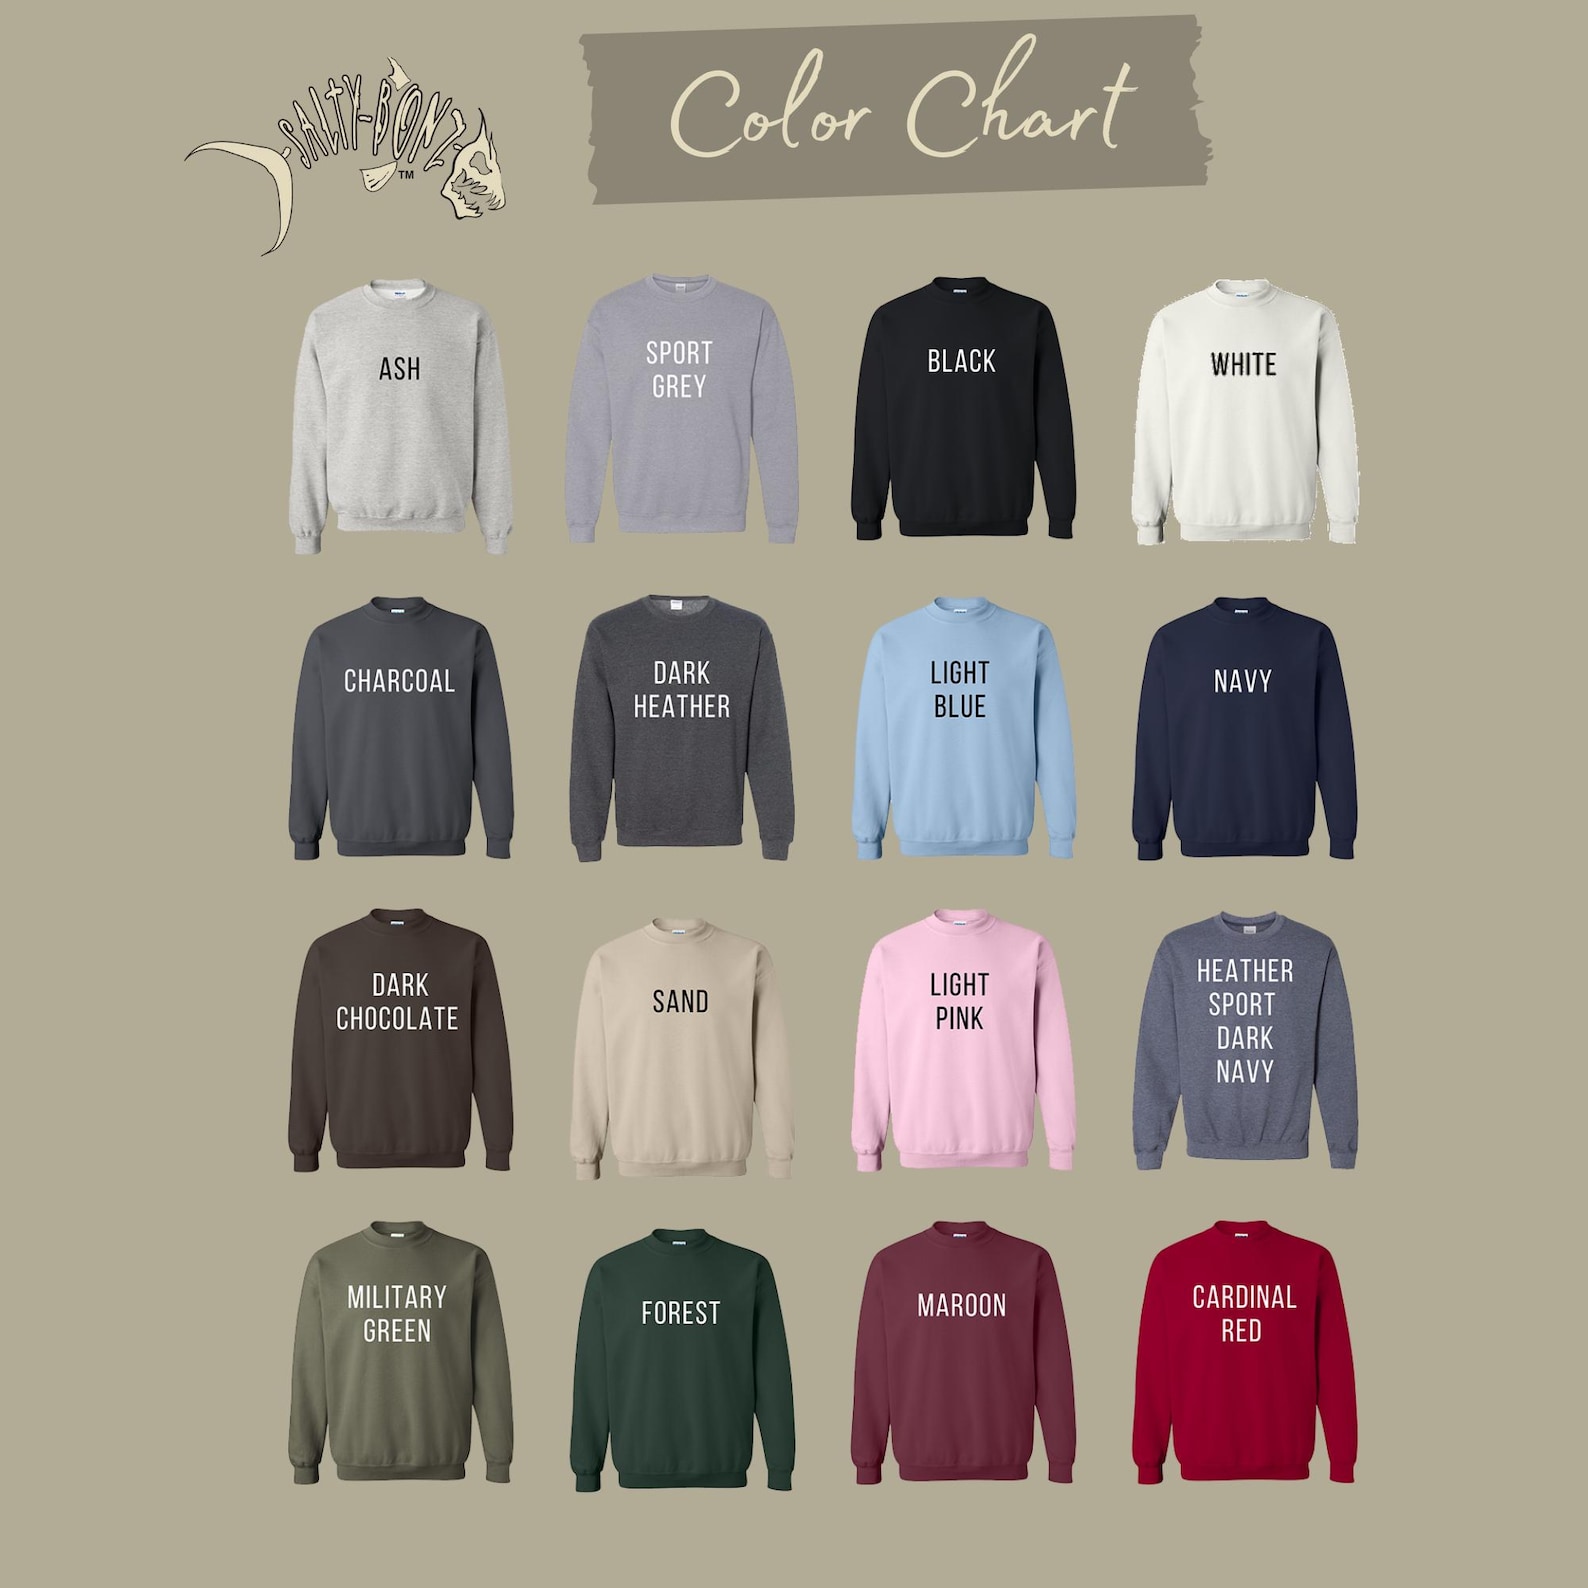 SALTY-BONZ
TM
Color Chart
ASH
SPORT
GREY
BLACK
WHITE
CHARCOAL
DARK
HEATHER
LIGHT
BLUE
NAVY
DARK
CHOCOLATE
SAND
LIGHT
PINK
HEATHER
SPORT
DARK
NAVY
MILITARY
GREEN
FOREST
MAROON
CARDINAL
RED